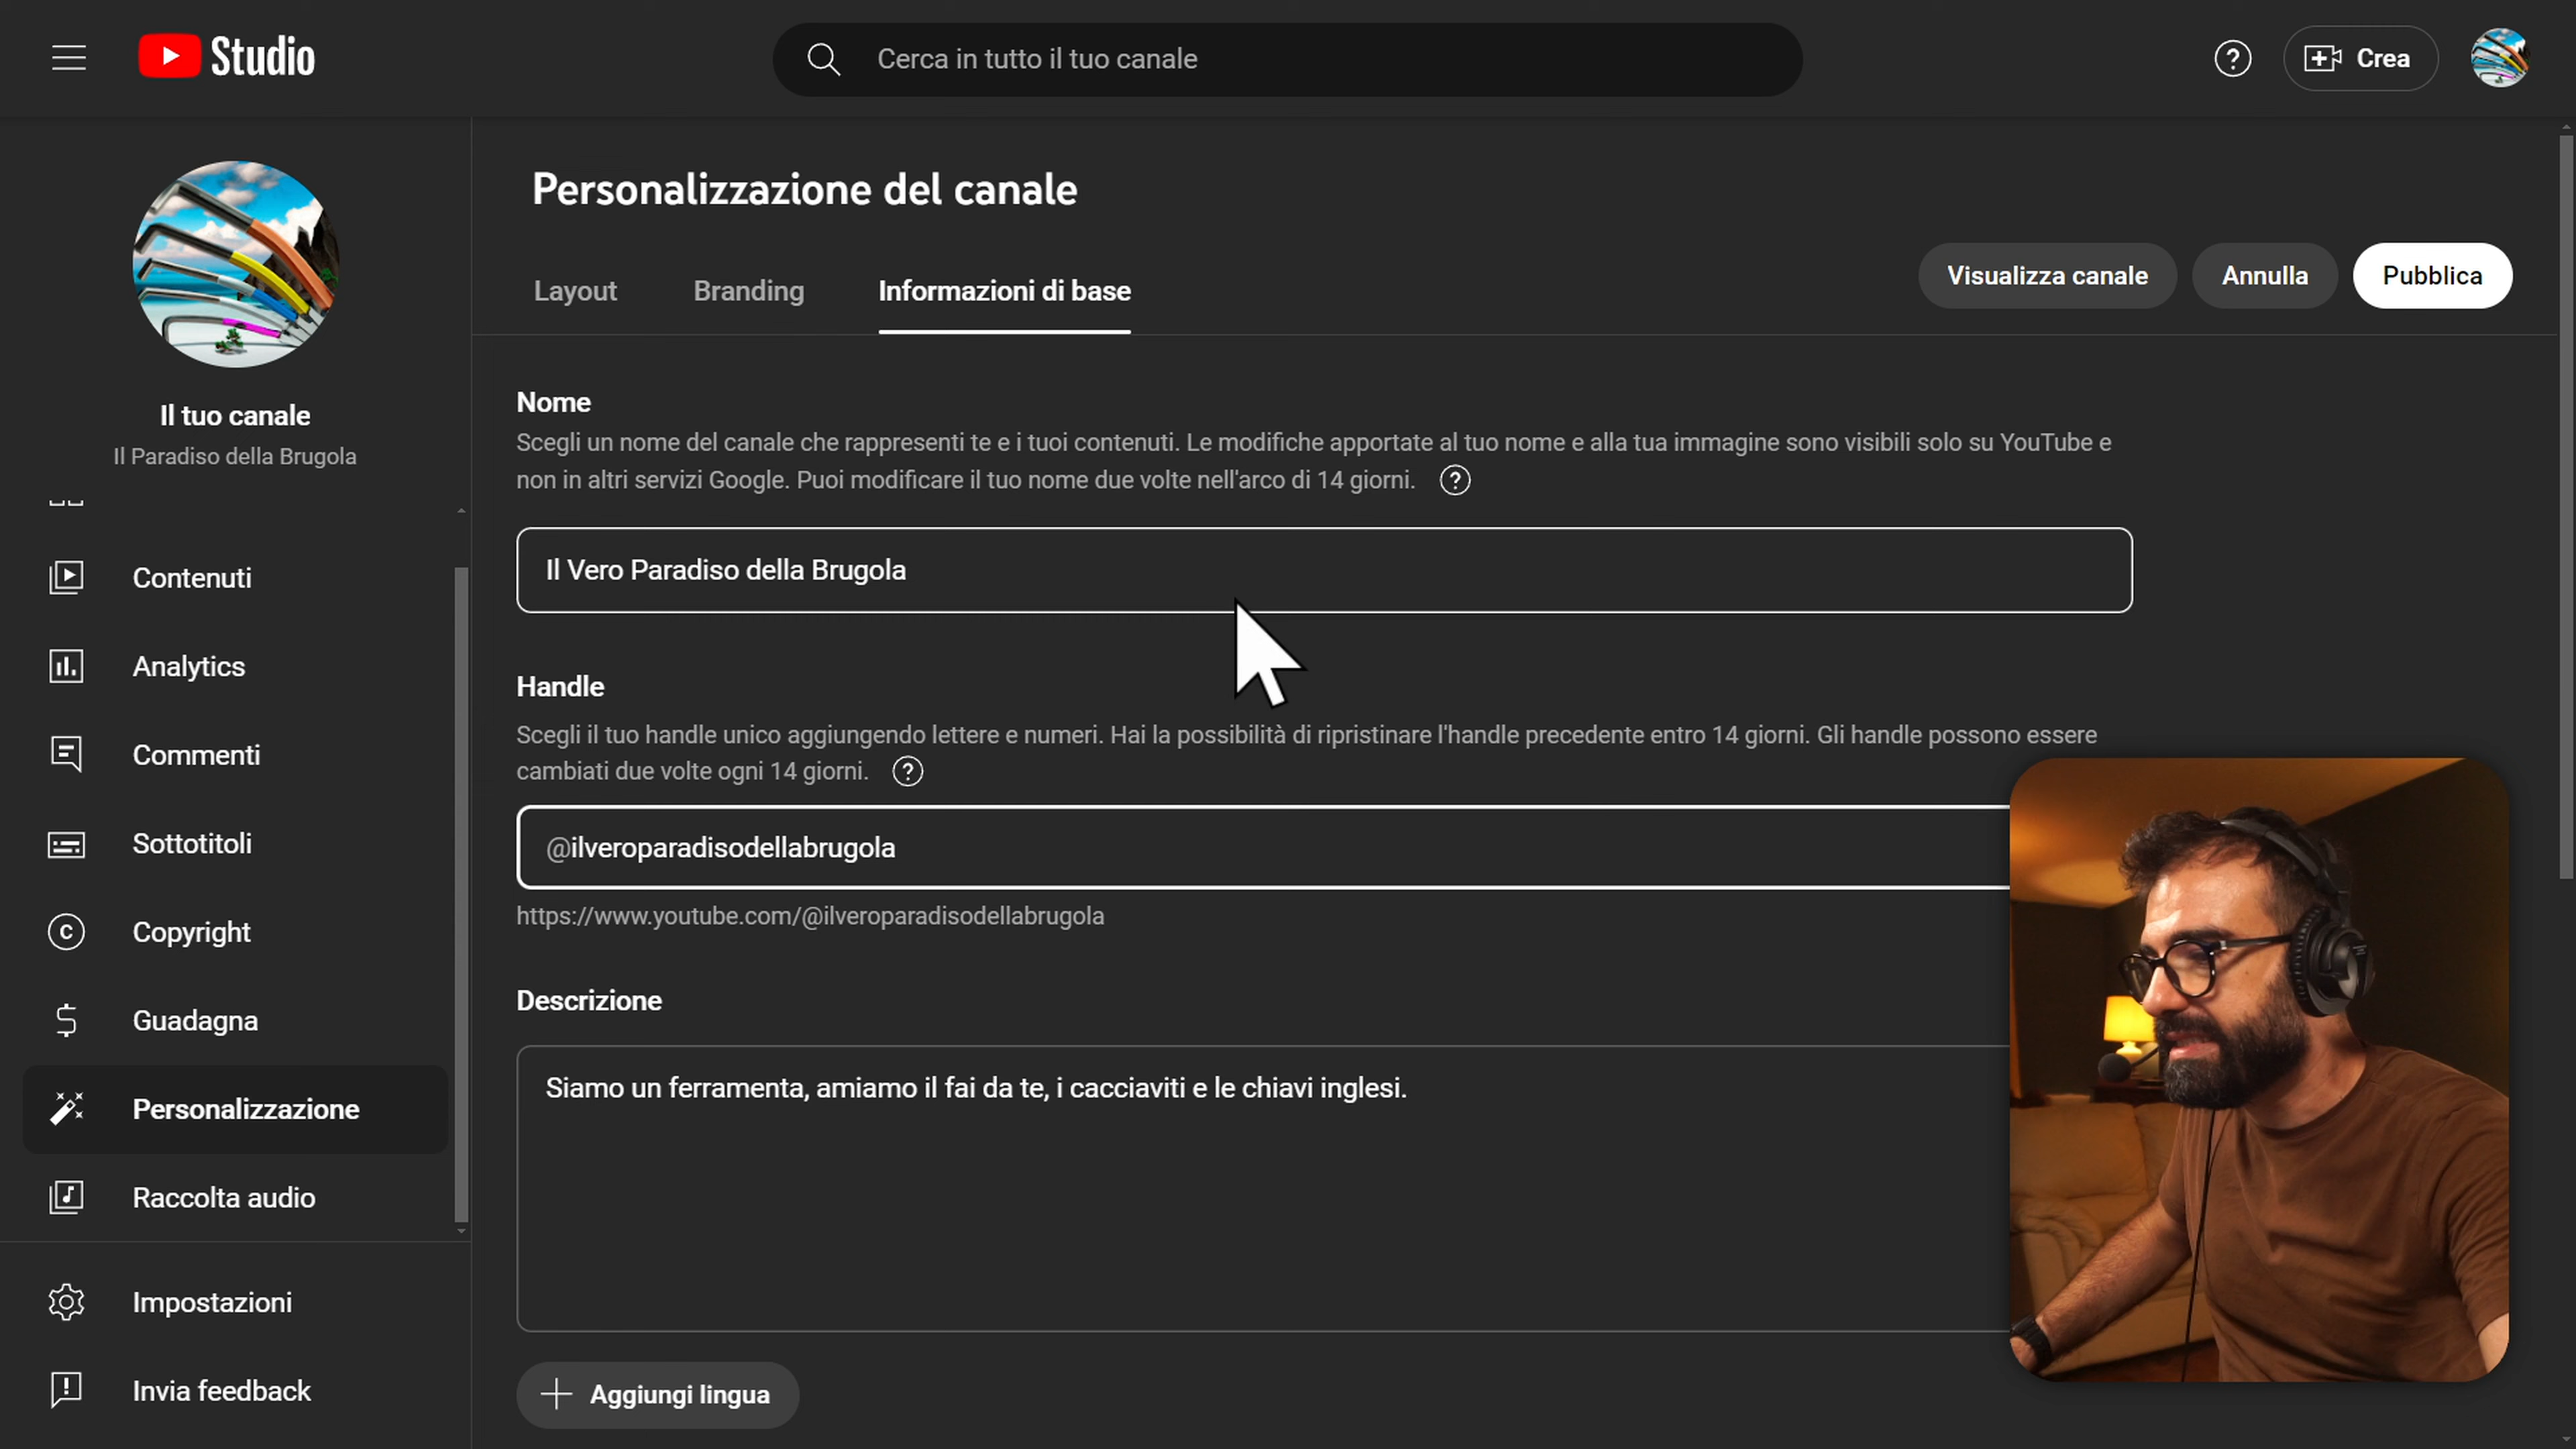 Studio
Cerca in tutto il tuo canale
Crea
Il tuo canale
Il Paradiso della Brugola
Contenuti
Analytics
Commenti
Sottotitoli
Copyright
Guadagna
Personalizzazione
Raccolta audio
Impostazioni
Invia feedback
Personalizzazione del canale
Layout
Branding
Informazioni di base
Visualizza canale
Annulla
Pubblica
Nome
Scegli un nome del canale che rappresenti te e i tuoi contenuti. Le modifiche apportate al tuo nome e alla tua immagine sono visibili solo su YouTube e
non in altri servizi Google. Puoi modificare il tuo nome due volte nell'arco di 14 giorni.
Il Vero Paradiso della Brugola
Handle
Scegli il tuo handle unico aggiungendo lettere e numeri. Hai la possibilità di ripristinare l'handle precedente entro 14 giorni. Gli handle possono essere
cambiati due volte ogni 14 giorni.
@ilveroparadisodellabrugola
https://www.youtube.com/@ilveroparadisodellabrugola
Descrizione
Siamo un ferramenta, amiamo il fai da te, i cacciaviti e le chiavi inglesi.
Aggiungi lingua